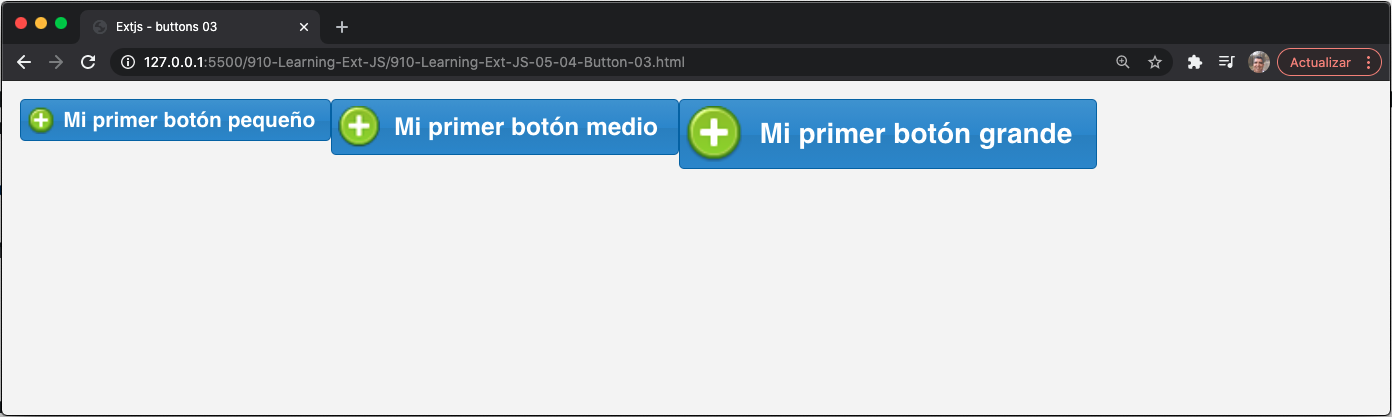 Extjs - buttons 03
127.0.0.1:5500/910-Learning-Ext-JS/910-Learning-Ext-JS-05-04-Button-03.html
Actualizar
Mi primer botón pequeño
Mi primer botón medio
Mi primer botón grande